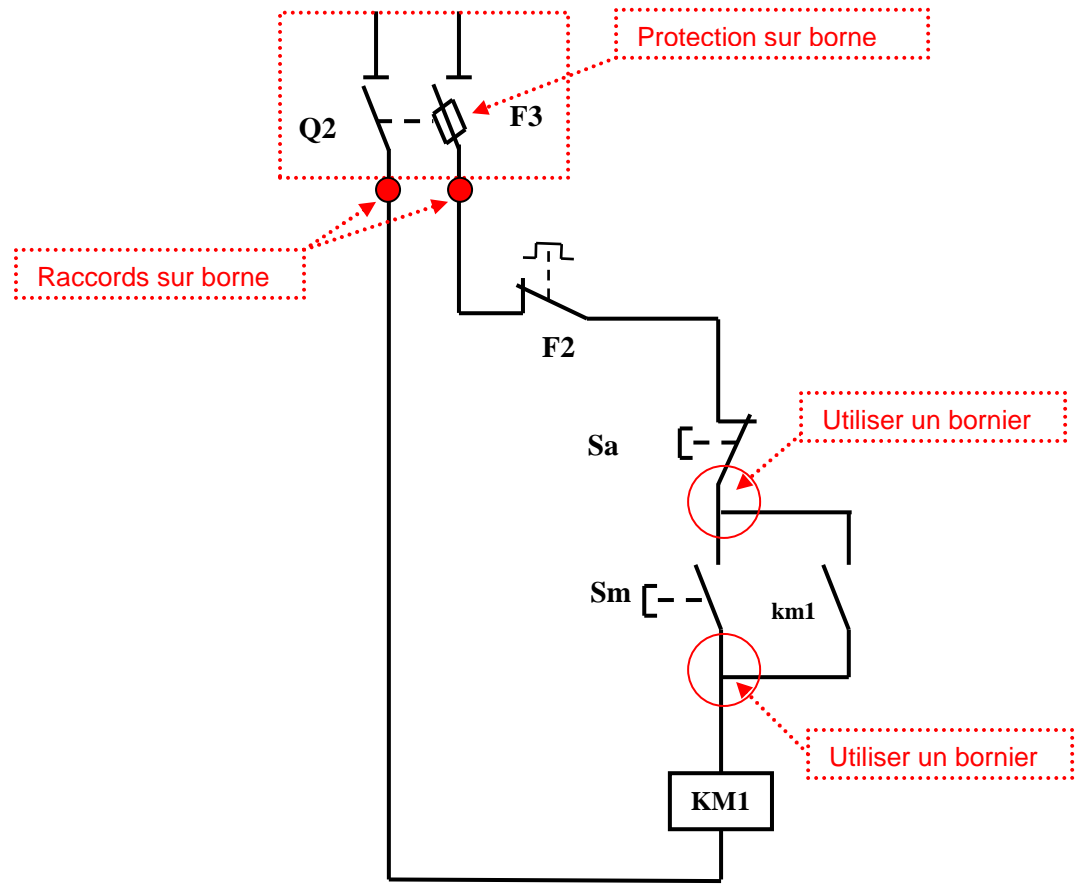 Protection sur borne
Q2
F3
Raccords sur borne
F2
Utiliser un bornier
Sa
Sm
km1
Utiliser un bornier
KM1